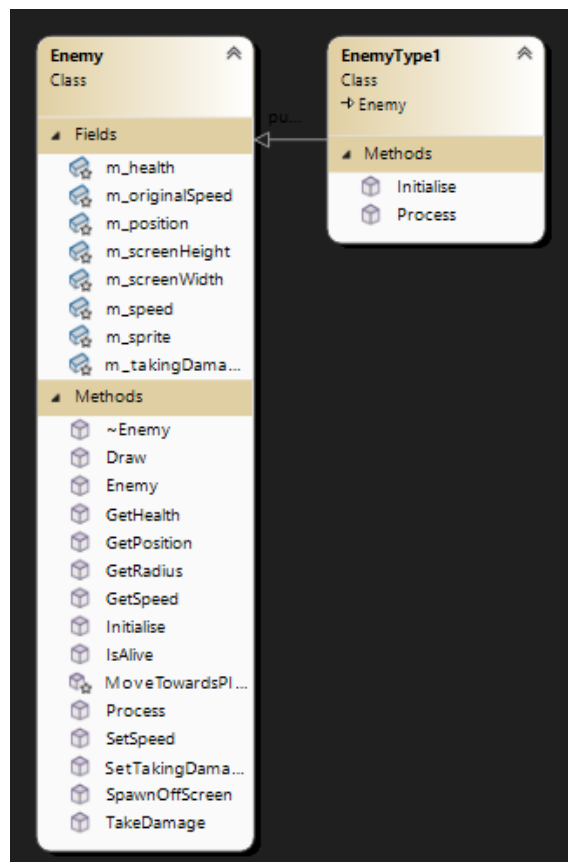 Enemy
Class
Fields
m_health
m_originalSpeed
m_position
m_screenHeight
m_screenWidth
m_speed
m_sprite
m_takingDama...
Methods
~Enemy
Draw
Enemy
GetHealth
GetPosition
GetRadius
GetSpeed
Initialise
IsAlive
MoveTowardsPl...
Process
SetSpeed
SetTakingDama...
SpawnOffScreen
TakeDamage
pu...
EnemyType1
Class
Enemy
Methods
Initialise
Process